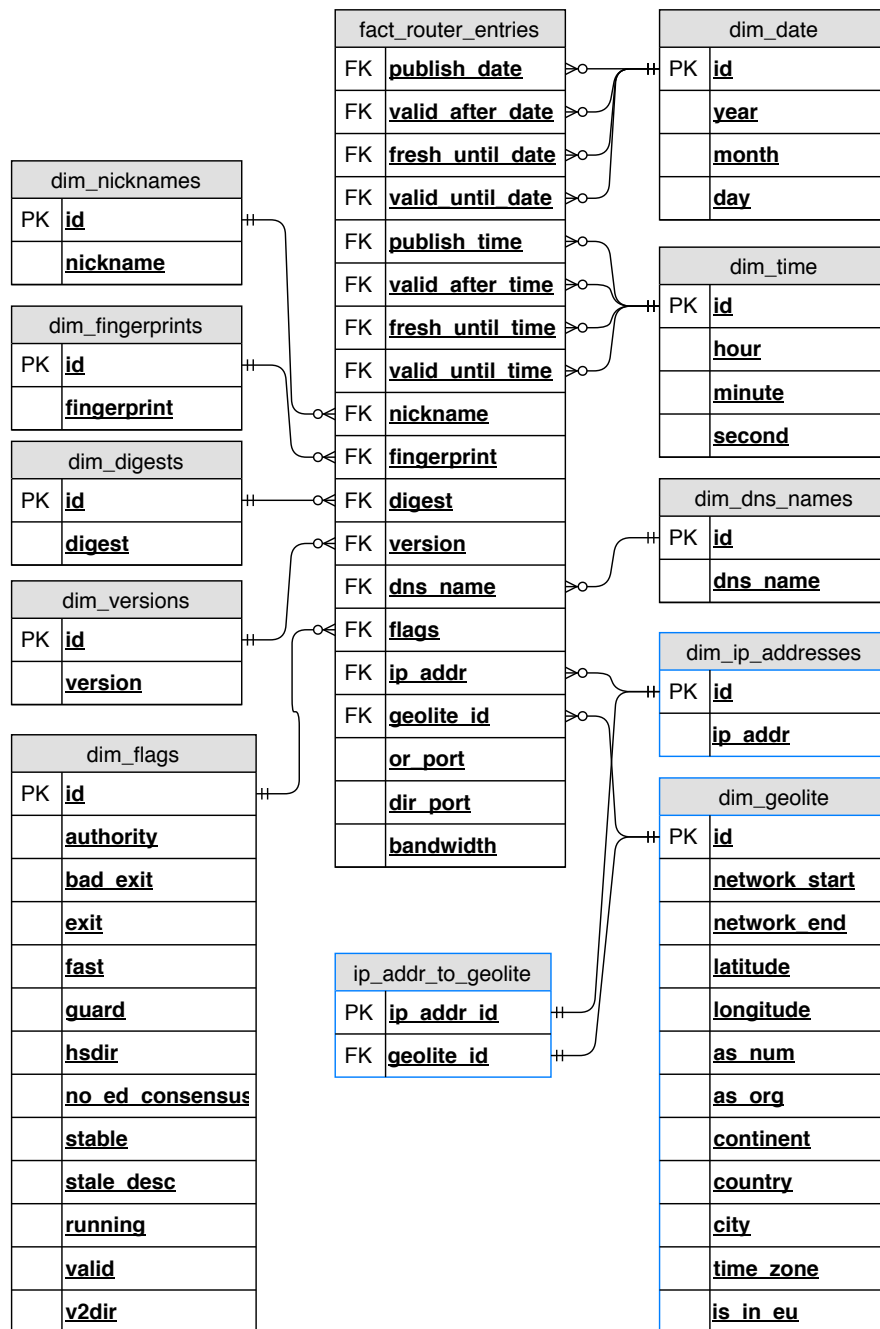 fact_router_entries
FK publish_date
FK valid_after_date
FK fresh_until_date
FK valid_until_date
FK publish_time
FK valid_after_time
FK fresh_until_time
FK valid_until_time
FK nickname
FK fingerprint
FK digest
FK version
FK dns_name
FK flags
FK ip_addr
FK geolite_id
or_port
dir_port
bandwidth
dim_date
PK id
year
month
day
dim_nicknames
PK id
nickname
dim_time
PK id
hour
minute
second
dim_fingerprints
PK id
fingerprint
dim_digests
PK id
digest
dim_dns_names
PK id
dns_name
dim_versions
PK id
version
dim_ip_addresses
PK id
ip_addr
dim_flags
PK id
authority
bad_exit
exit
fast
guard
hsdir
no_ed_consensus
stable
stale_desc
running
valid
v2dir
dim_geolite
PK id
network_start
network_end
latitude
longitude
as_num
as_org
continent
country
city
time_zone
is_in_eu
ip_addr_to_geolite
PK ip_addr_id
FK geolite_id